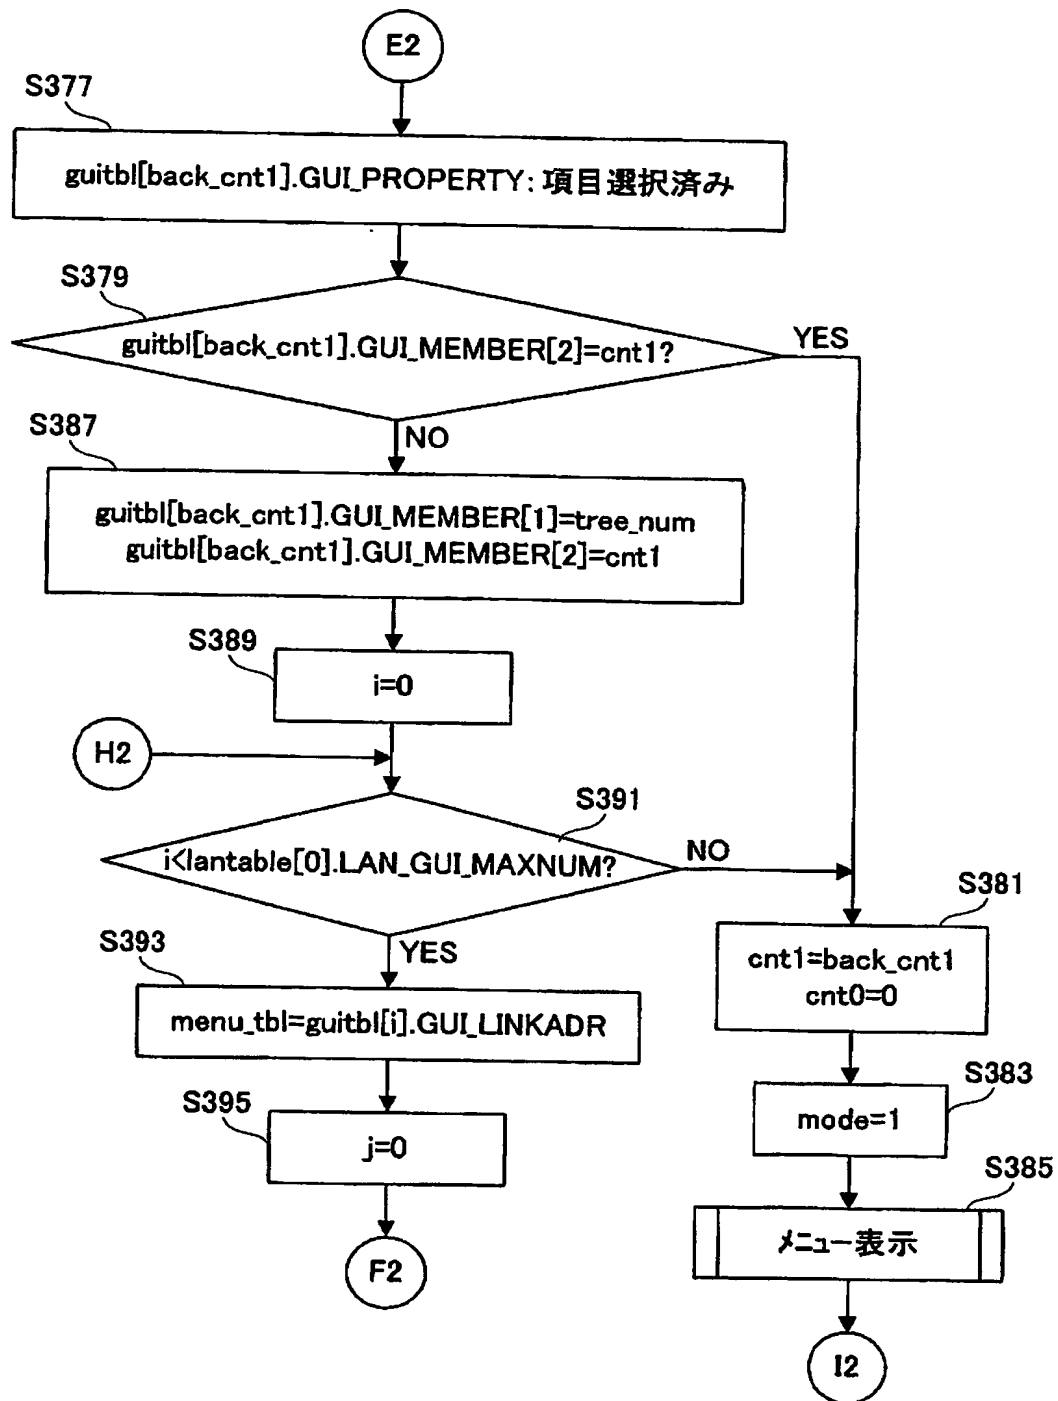 E2
S377
guitbl[back_cnt1].GUI_PROPERTY: 項目選択済み
S379
guitbl[back_cnt1].GUI_MEMBER[2]=cnt1?
YES
NO
S387
guitbl[back_cnt1].GUI_MEMBER[1]=tree_num
guitbl[back_cnt1].GUI_MEMBER[2]=cnt1
S389
i=0
H2
S391
i<lantable[0].LAN_GUI_MAXNUM?
NO
YES
S381
cnt1=back_cnt1
cnt0=0
S393
menu_tbl=guitbl[i].GUI_LINKADR
S383
mode=1
S395
j=0
S385
メニュー表示
F2
I2